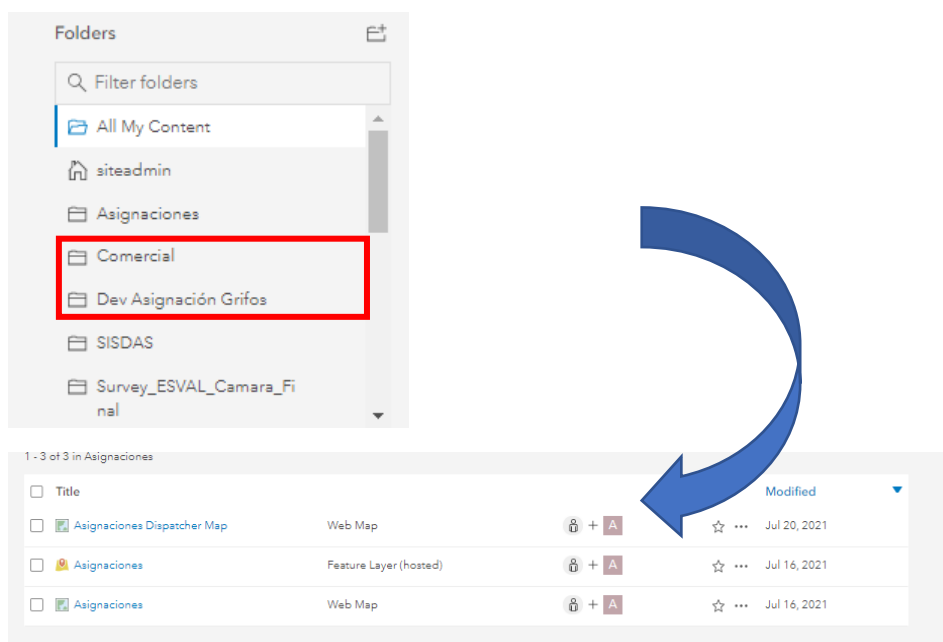 Folders
Filter folders
All My Content
siteadmin
Asignaciones
Comercial
Dev Asignación Grifos
SISDAS
Survey_ESVAL_Camara_Fi
nal
1 - 3 of 3 in Asignaciones
Title Modified
Asignaciones Dispatcher Map Web Map + A Jul 20, 2021
Asignaciones Feature Layer (hosted) + A Jul 16, 2021
Asignaciones Web Map + A Jul 16, 2021